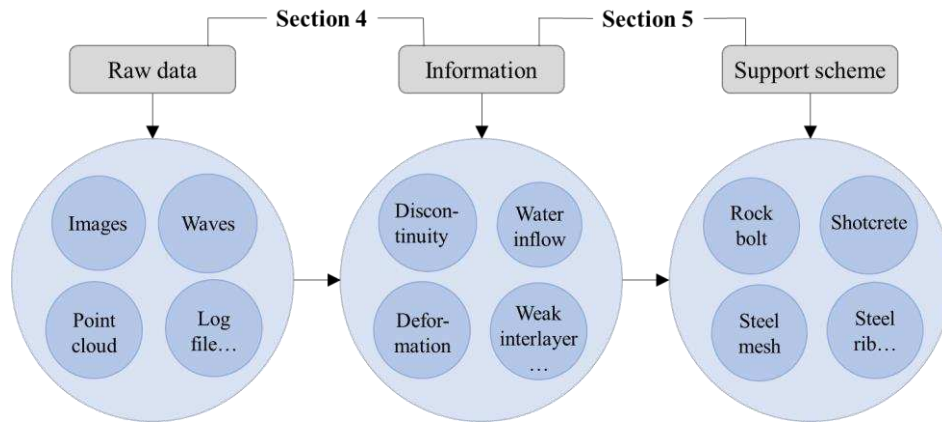 Section 4
Section 5
Raw data
Information
Support scheme
Images
Waves
Point
cloud
Log
file…
Discon-
tinuity
Water
inflow
Defor-
mation
Weak
interlayer
…
Rock
bolt
Shotcrete
Steel
mesh
Steel
rib…